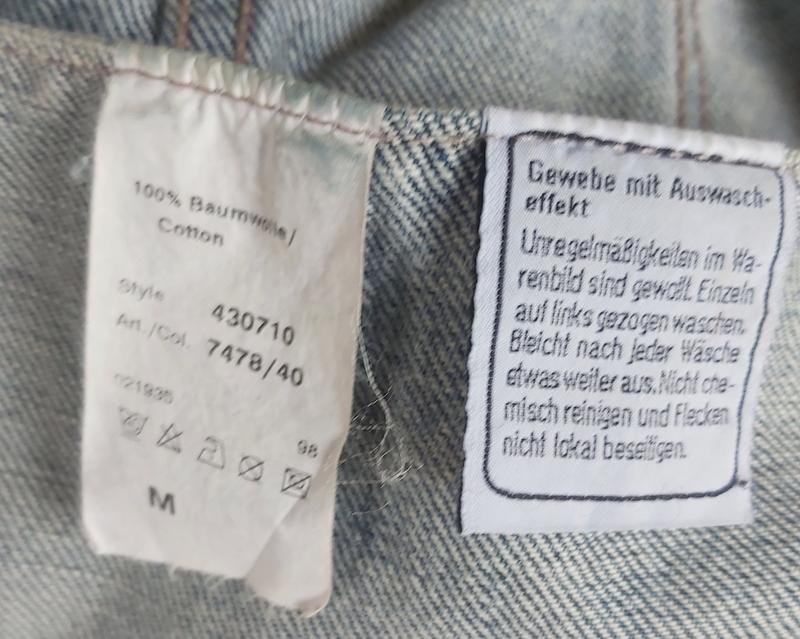 100% Baumwolle/
Cotton
Style 430710
Art./Col. 7478/40
021935
98
M
Gewebe mit Auswasch-
effekt
Unregelmäßigkeiten im Wa-
renbild sind gewollt. Einzeln
auf links gezogen waschen.
Bleicht nach jeder Wäsche
etwas weiter aus. Nicht che-
misch reinigen und Flecken
nicht lokal beseitigen.